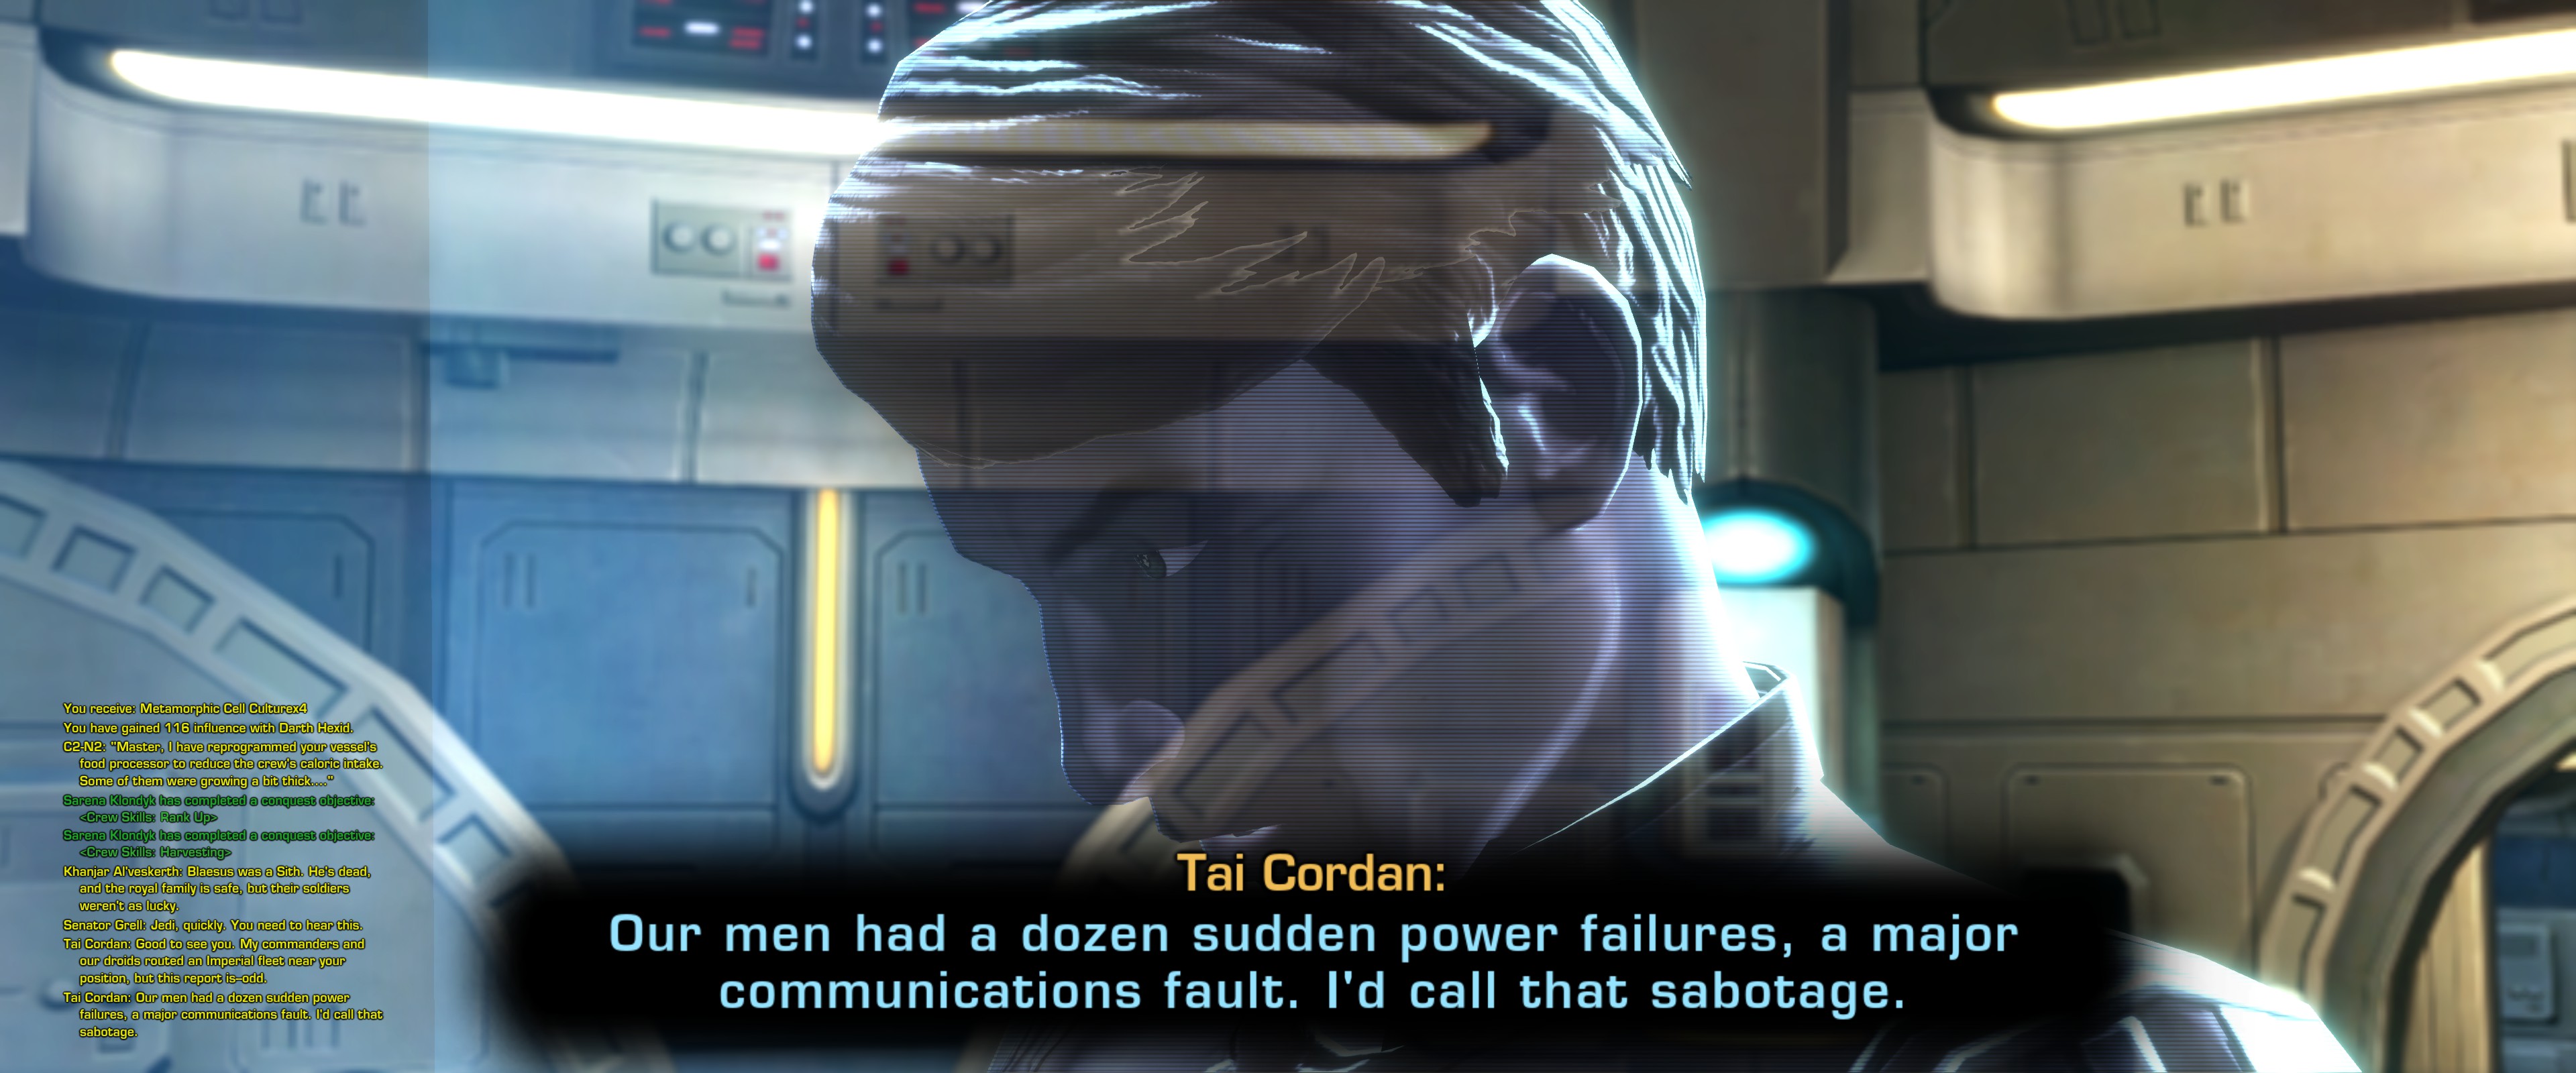 You receive: Metamorphic Cell Culturex4
You have gained 116 influence with Darth Hexid.
C2-N2: "Master, I have reprogrammed your vessel's
food processor to reduce the crew's caloric intake.
Some of them were growing a bit thick...."
Sarena Klondyk has completed a conquest objective:
<Crew Skills: Rank Up>
Sarena Klondyk has completed a conquest objective:
<Crew Skills: Harvesting>
Khanjar Al'veskerth: Blaesus was a Sith. He's dead,
and the royal family is safe, but their soldiers
weren't as lucky.
Senator Grell: Jedi, quickly. You need to hear this.
Tai Cordan: Good to see you. My commanders and
our droids routed an Imperial fleet near your
position, but this report is–odd.
Tai Cordan: Our men had a dozen sudden power
failures, a major communications fault. I'd call that
sabotage.
Tai Cordan:
Our men had a dozen sudden power failures, a major
communications fault. I'd call that sabotage.